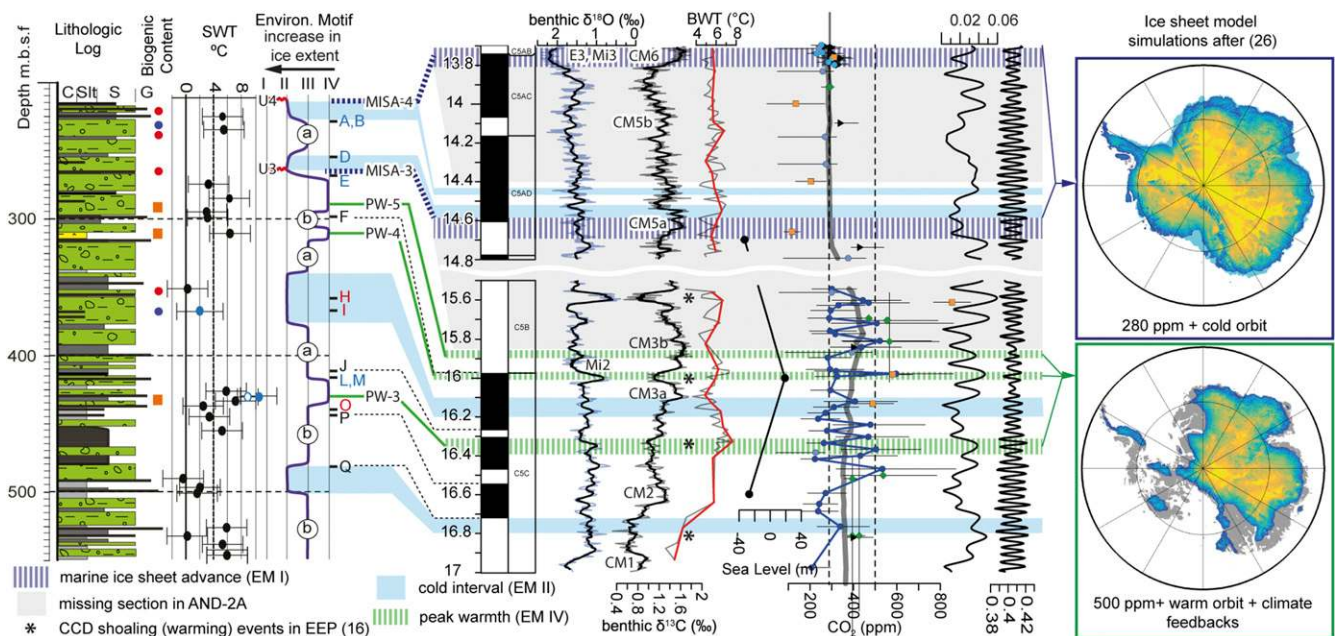 Lithologic
Log
Biogenic
Content
SWT
ºC
Environ. Motif
increase in
ice extent
benthic δ18O (‰)
BWT (°C)
0.02 0.06
Ice sheet model
simulations after (26)
Depth m.b.s.f
C Slt S G
0 4 8
I II III IV
2 1 0
4 6 8
U4
MISA-4
A,B
a
D
U3
MISA-3
E
PW-5
b
F
PW-4
a
H
I
a
J
L,M
PW-3
O
P
b
Q
b
300
400
500
13.8
14
14.2
14.4
14.6
14.8
15.6
15.8
16
16.2
16.4
16.6
16.8
17
C5AB
C5AC
C5AD
C5B
C5C
E3, Mi3
CM6
CM5b
CM5a
CM3b
Mi2
CM3a
CM2
CM1
*
*
*
*
280 ppm + cold orbit
500 ppm+ warm orbit + climate
feedbacks
-40 0 40
Sea Level (m)
0.4 1.2 1.6 2
benthic δ13C (‰)
200 400 600 800
CO2 (ppm)
0.38 0.4 0.42
marine ice sheet advance (EM I)
missing section in AND-2A
* CCD shoaling (warming) events in EEP (16)
cold interval (EM II)
peak warmth (EM IV)